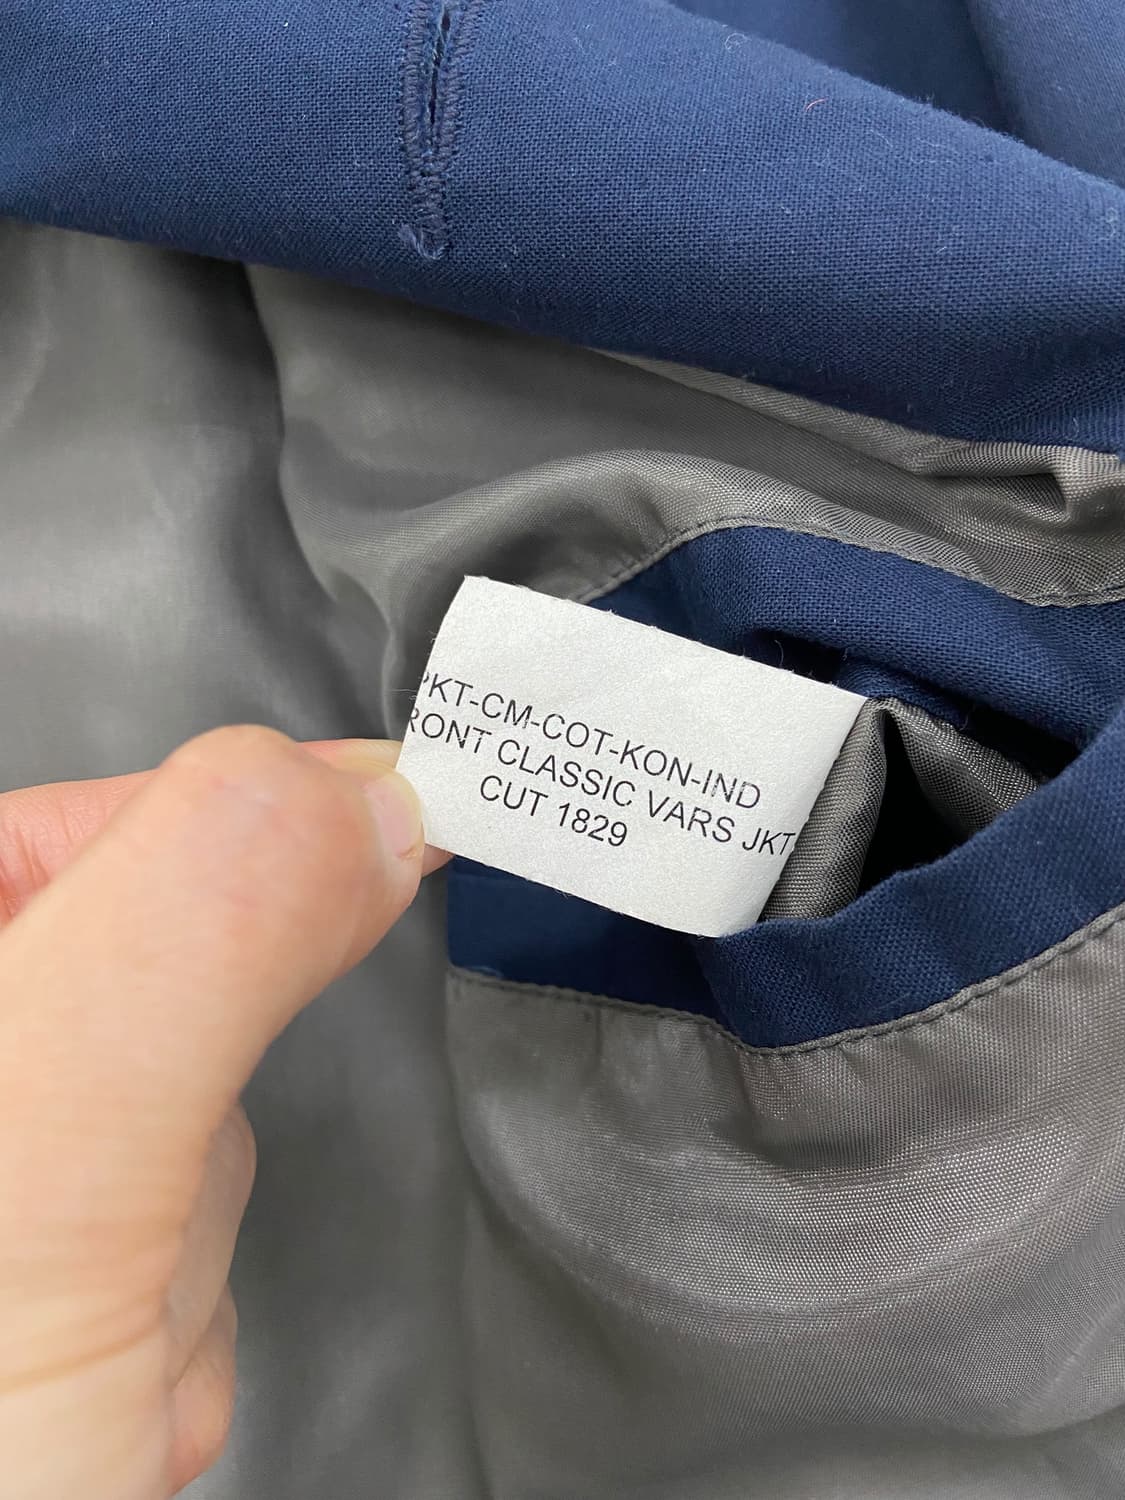 PKT-CM-COT-KON-IND
RONT CLASSIC VARS JKT
CUT 1829